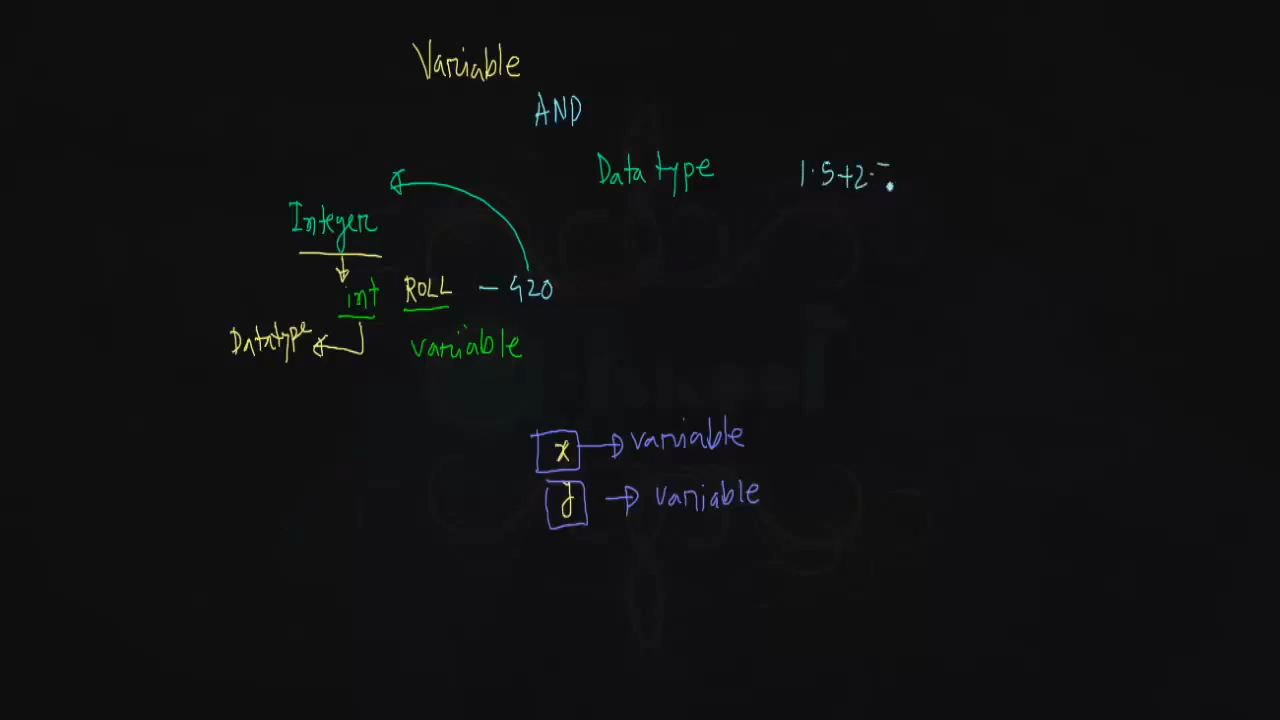 Variable
AND
Data type
1.5+2.
Integer
int ROLL - 420
Datatype
variable
x variable
y variable